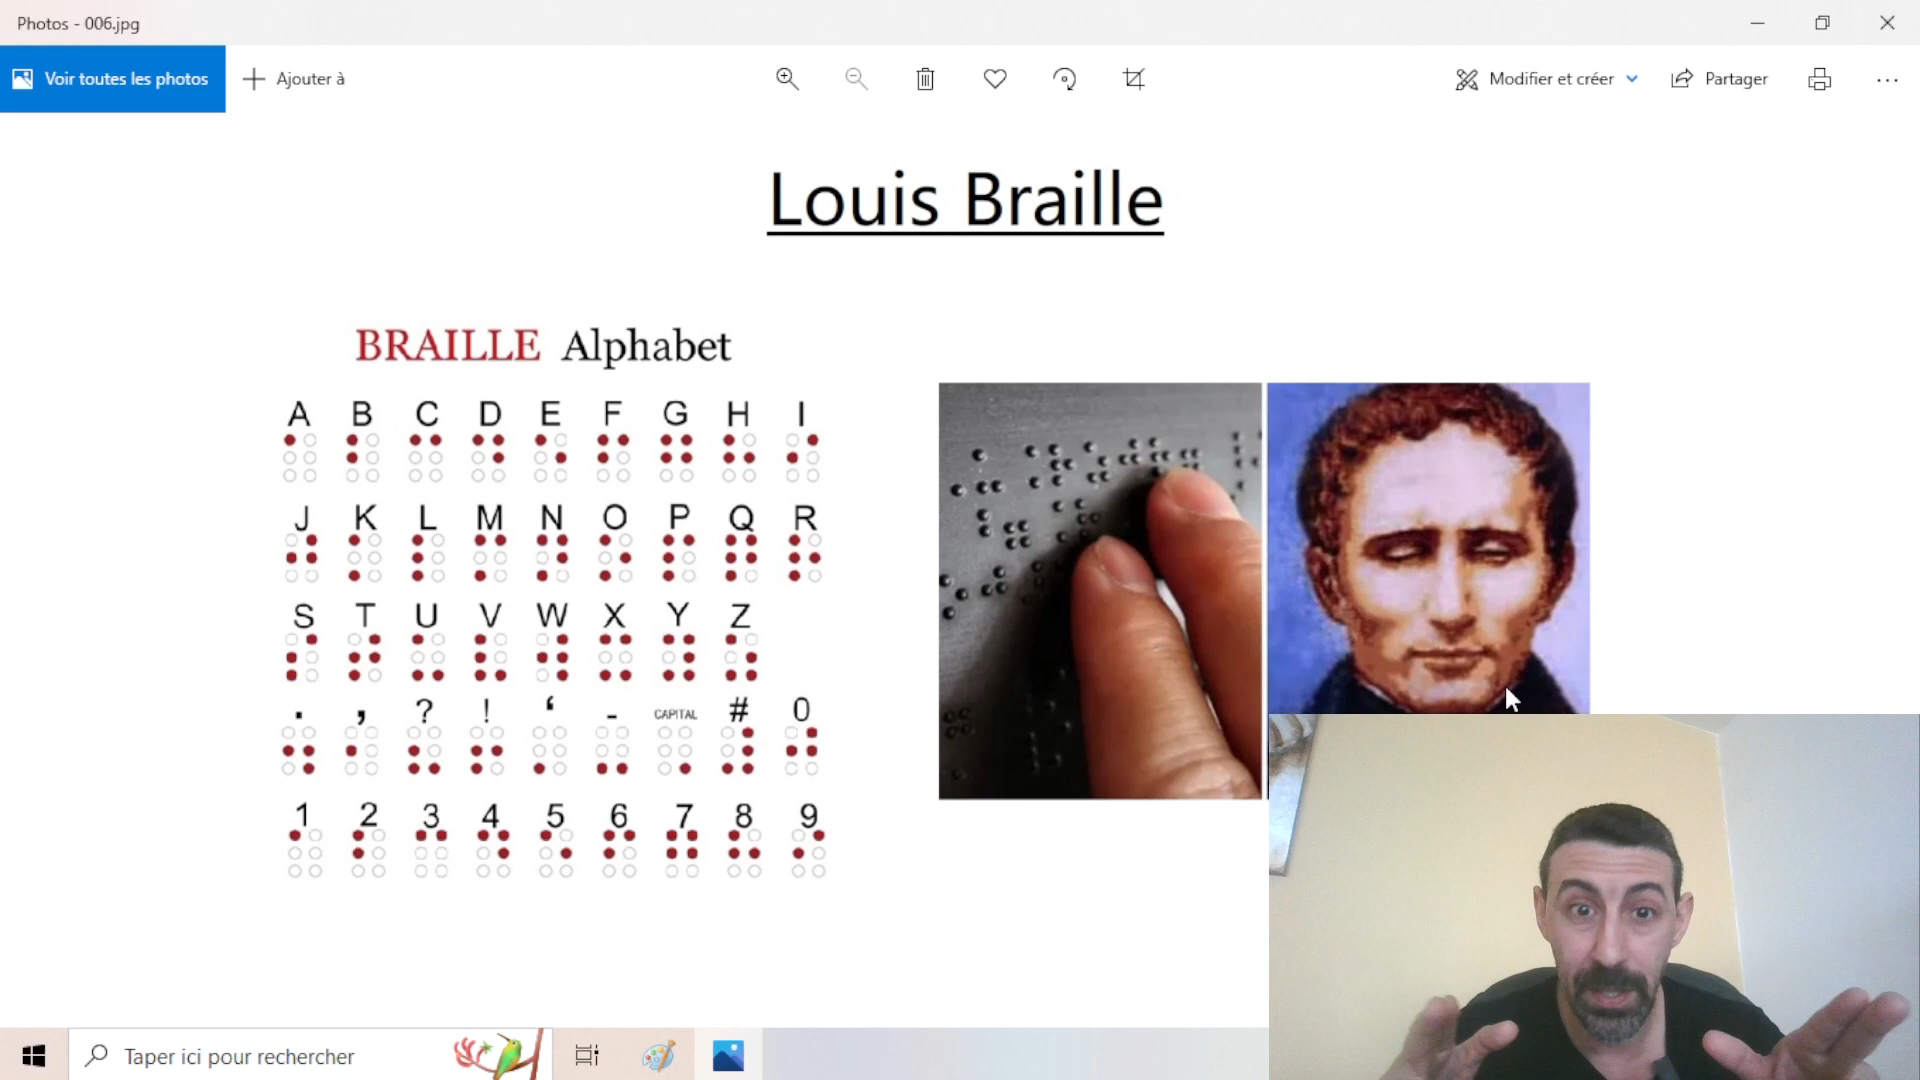 Photos - 006.jpg
Voir toutes les photos
Ajouter à
Modifier et créer
Partager
Louis Braille
BRAILLE Alphabet
A B C D E F G H I
J K L M N O P Q R
S T U V W X Y Z
. , ? ! ‘ - CAPITAL # 0
1 2 3 4 5 6 7 8 9
Taper ici pour rechercher